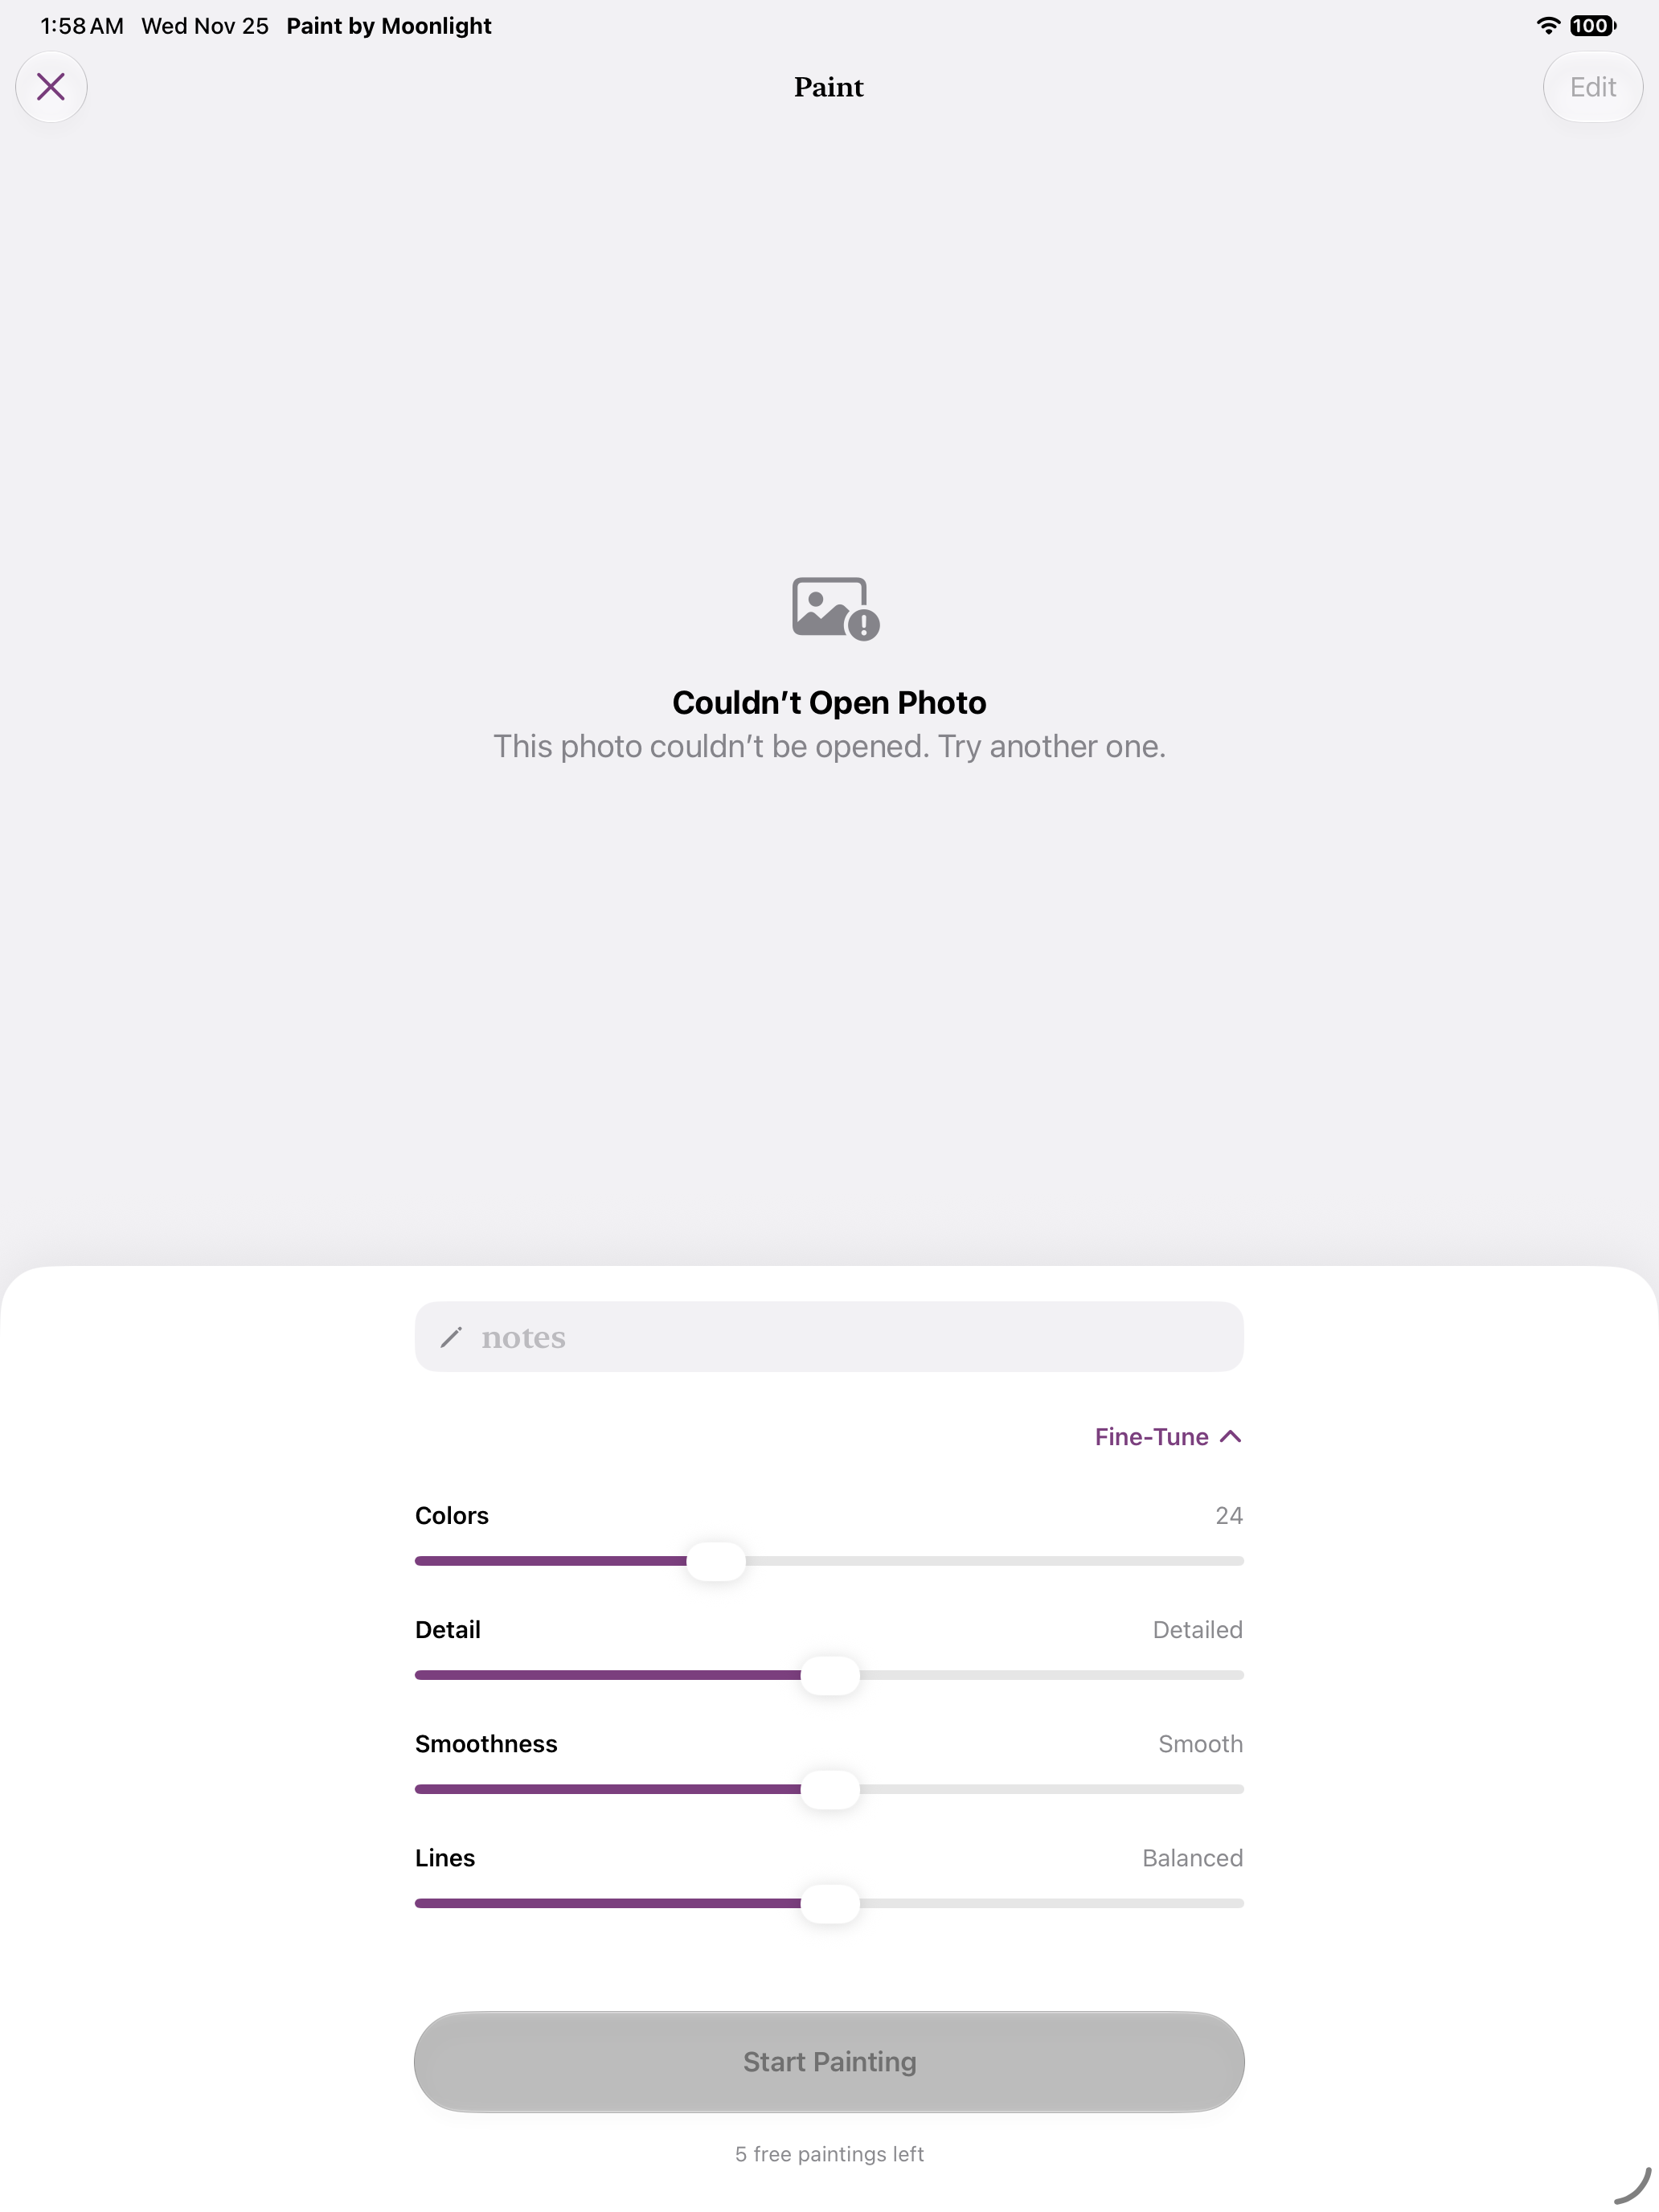 1:58 AM Wed Nov 25 Paint by Moonlight
100
Paint
Edit
Couldn’t Open Photo
This photo couldn’t be opened. Try another one.
notes
Fine-Tune
Colors 24
Detail Detailed
Smoothness Smooth
Lines Balanced
Start Painting
5 free paintings left